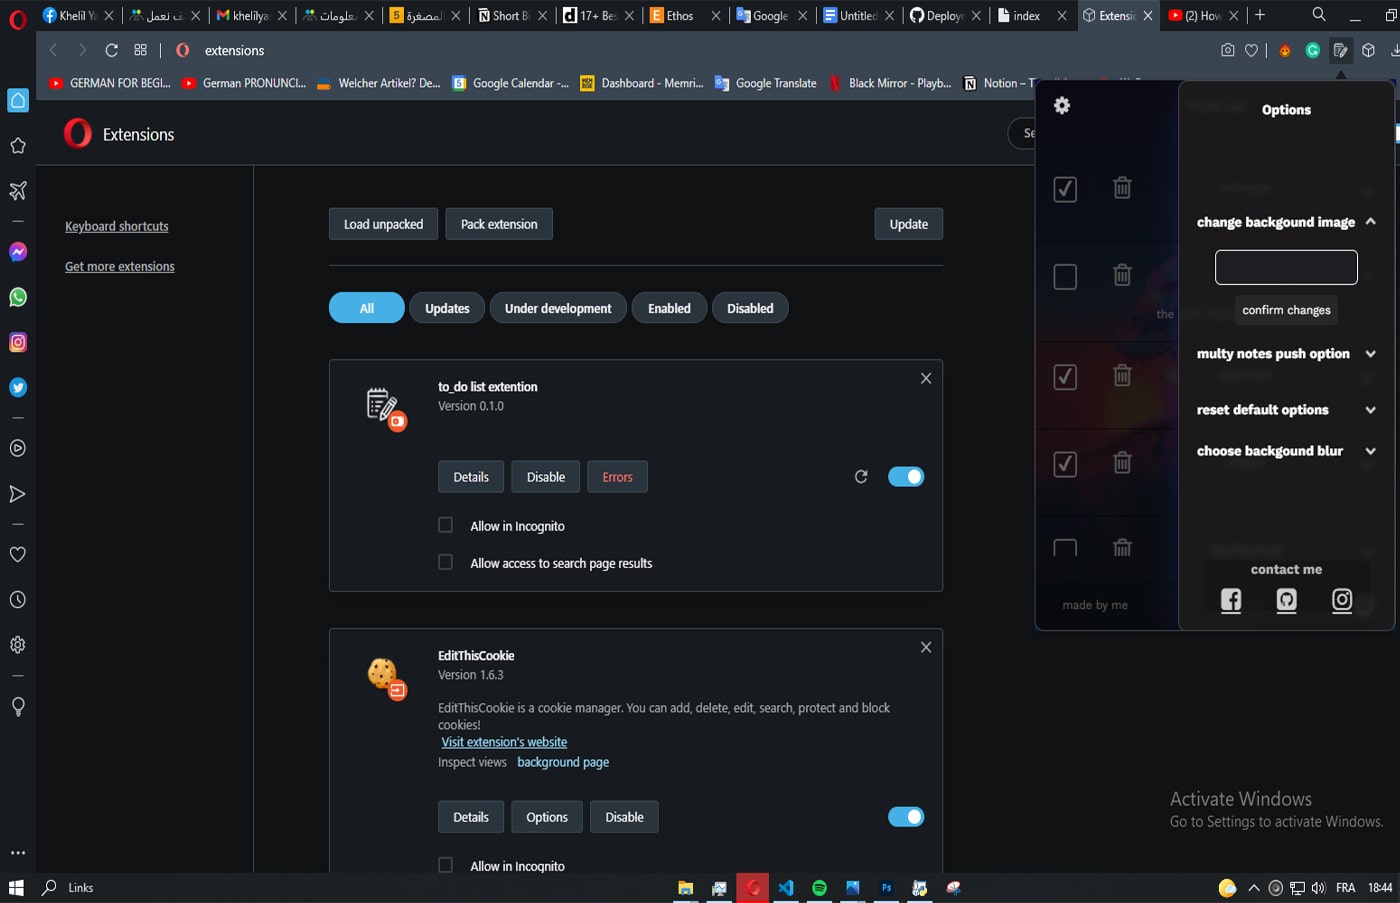 Khelil Ya
ف نعمل
khelilya
معلومات
المصغرة
Short Bi
17+ Bes
Ethos
Google
Untitled
Deploy
index
Extensi
(2) How
extensions
GERMAN FOR BEGI...
German PRONUNCI...
Welcher Artikel? De...
Google Calendar -...
Dashboard - Memri...
Google Translate
Black Mirror - Playb...
Notion – T
Extensions
Se
Keyboard shortcuts
Get more extensions
Load unpacked
Pack extension
Update
All
Updates
Under development
Enabled
Disabled
to_do list extention
Version 0.1.0
Details
Disable
Errors
Allow in Incognito
Allow access to search page results
EditThisCookie
Version 1.6.3
EditThisCookie is a cookie manager. You can add, delete, edit, search, protect and block
cookies!
Visit extension's website
Inspect views background page
Details
Options
Disable
Allow in Incognito
Options
change backgound image
confirm changes
the
multy notes push option
reset default options
choose backgound blur
contact me
made by me
Activate Windows
Go to Settings to activate Windows.
Links
Ps
FRA
18:44